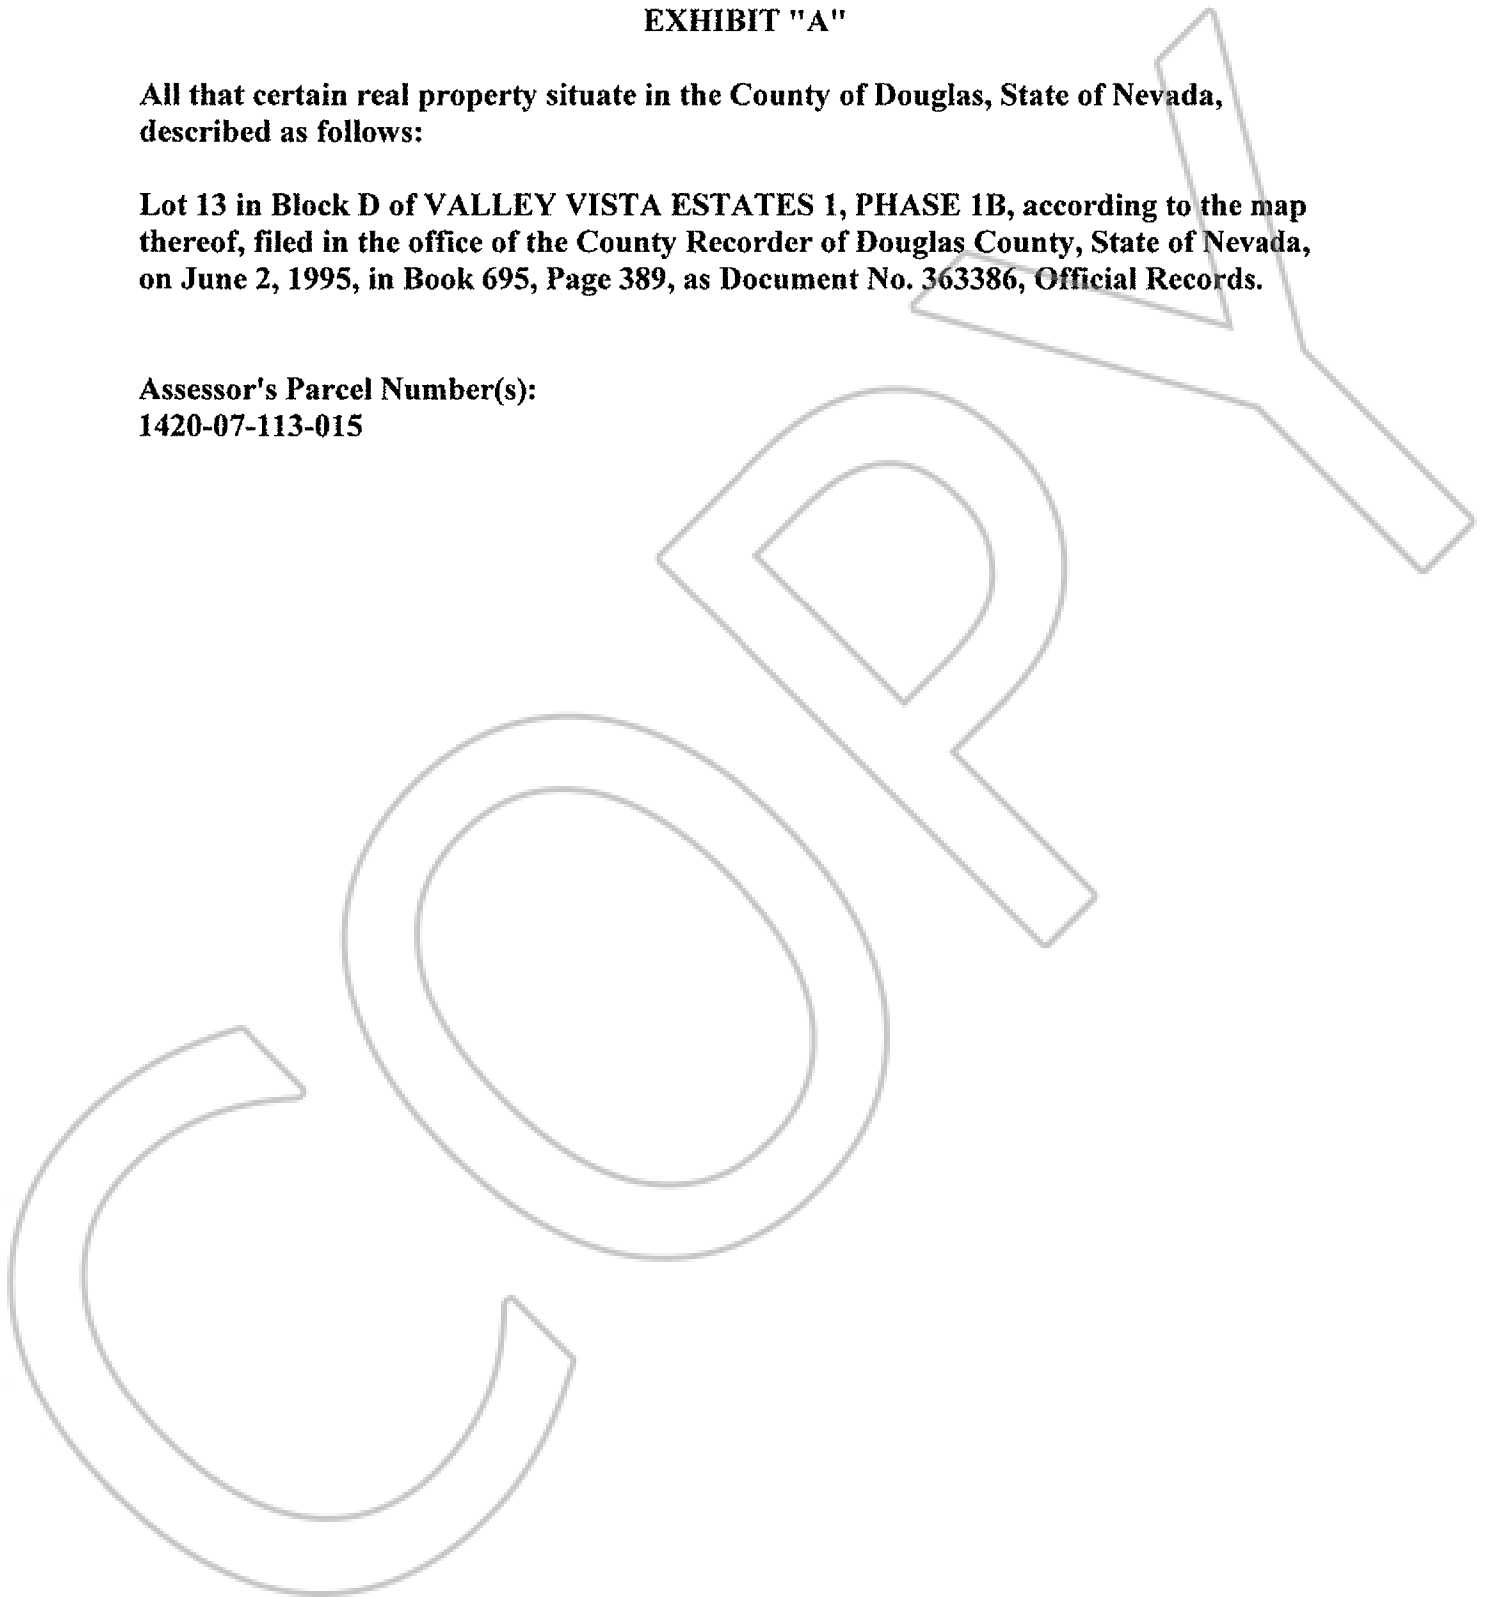 EXHIBIT "A"
All that certain real property situate in the County of Douglas, State of Nevada,
described as follows:
Lot 13 in Block D of VALLEY VISTA ESTATES 1, PHASE 1B, according to the map
thereof, filed in the office of the County Recorder of Douglas County, State of Nevada,
on June 2, 1995, in Book 695, Page 389, as Document No. 363386, Official Records.
Assessor's Parcel Number(s):
1420-07-113-015
COPY